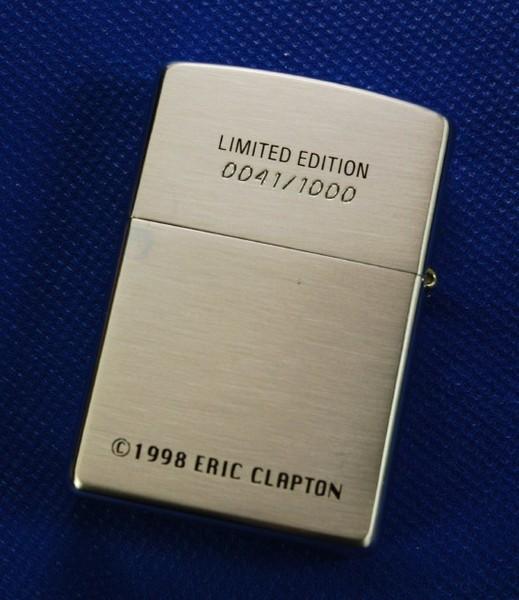 LIMITED EDITION
0041/1000
©1998 ERIC CLAPTON